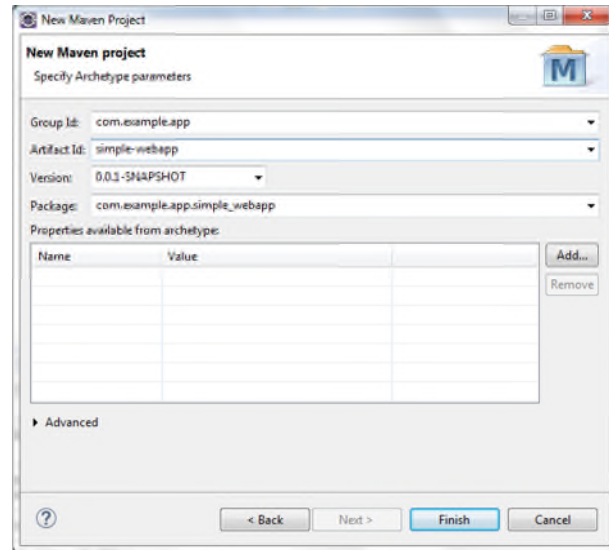 New Maven Project
New Maven project
Specify Archetype parameters
M
Group Id: com.example.app
Artifact Id: simple-webapp
Version: 0.0.1-SNAPSHOT
Package: com.example.app.simple_webapp
Properties available from archetype:
Name Value Add...
Remove
Advanced
? < Back Next > Finish Cancel